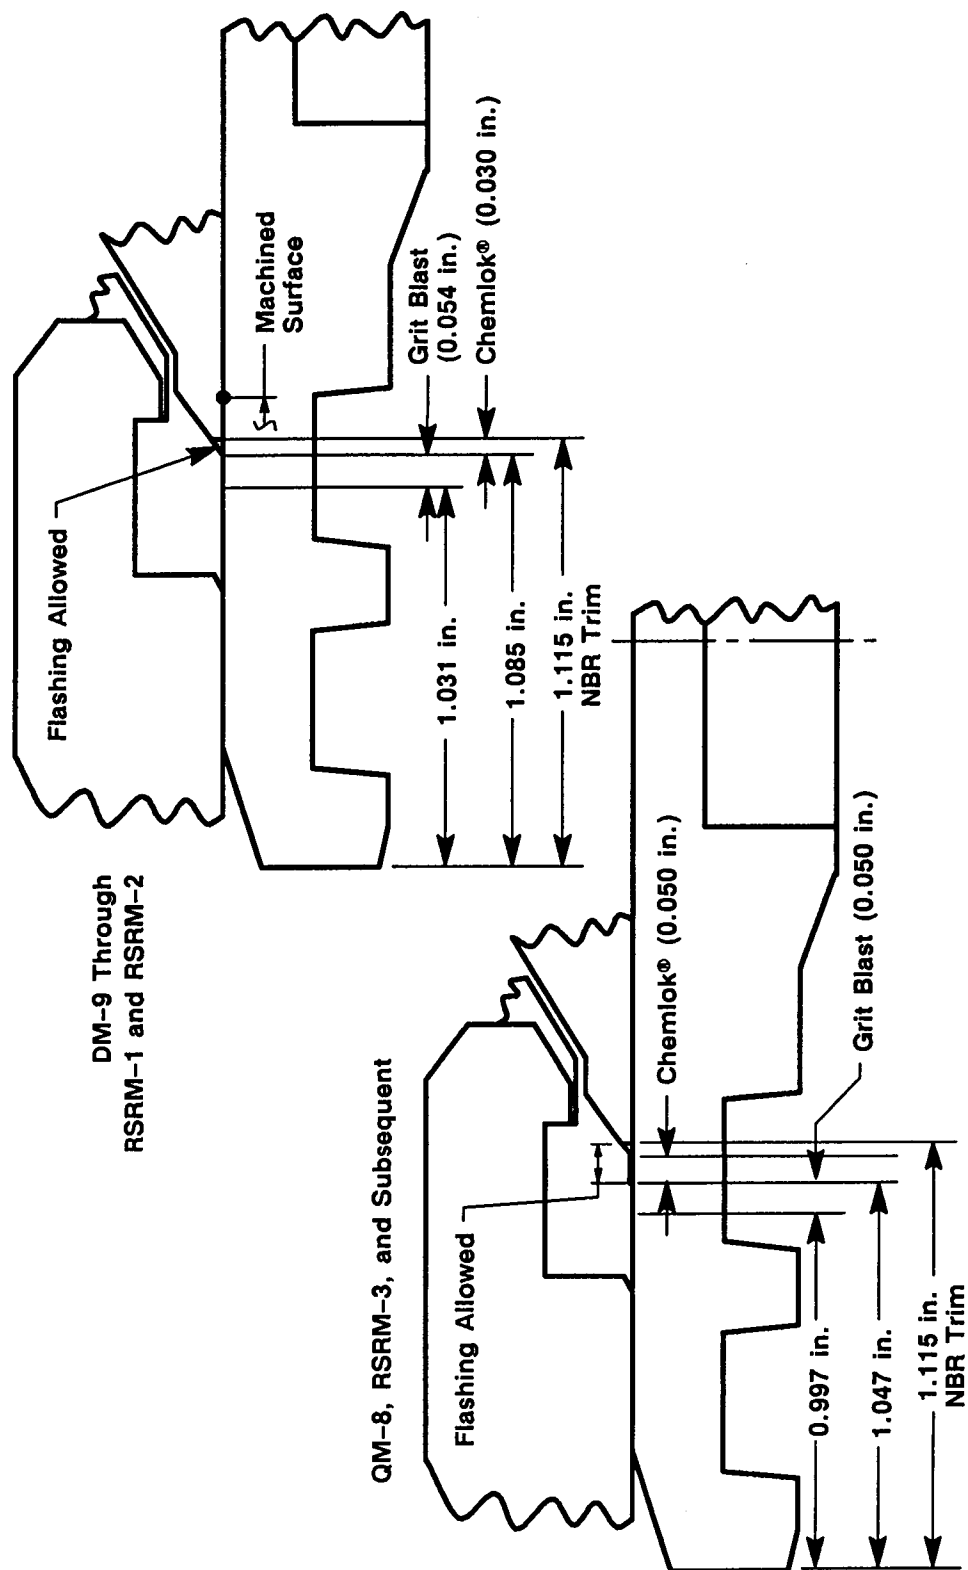 DM-9 Through
RSRM-1 and RSRM-2
Flashing Allowed
Machined
Surface
Grit Blast
(0.054 in.)
Chemlok® (0.030 in.)
1.031 in.
1.085 in.
1.115 in.
NBR Trim
QM-8, RSRM-3, and Subsequent
Flashing Allowed
Chemlok® (0.050 in.)
Grit Blast (0.050 in.)
0.997 in.
1.047 in.
1.115 in.
NBR Trim